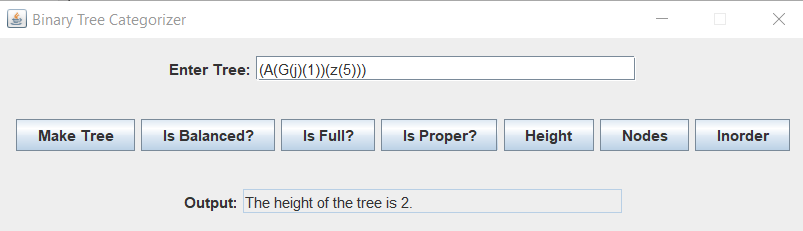 Binary Tree Categorizer
Enter Tree: (A(G(j)(1))(z(5)))
Make Tree Is Balanced? Is Full? Is Proper? Height Nodes Inorder
Output: The height of the tree is 2.